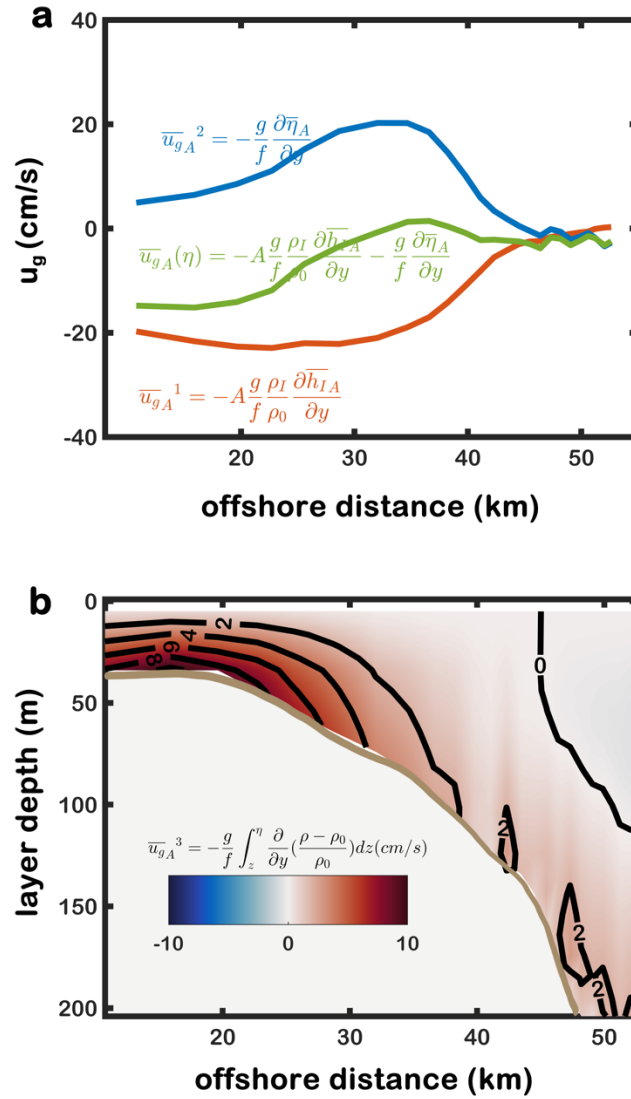 a
40
20
0
-20
-40
u_g (cm/s)
\overline{u_g}_A^2 = -\frac{g}{f}\frac{\partial \overline{\eta}_A}{\partial y}
\overline{u_g}_A(\eta) = -A\frac{g}{f}\frac{\rho_I}{\rho_0}\frac{\partial \overline{h_I}_A}{\partial y} - \frac{g}{f}\frac{\partial \overline{\eta}_A}{\partial y}
\overline{u_g}_A^1 = -A\frac{g}{f}\frac{\rho_I}{\rho_0}\frac{\partial \overline{h_I}_A}{\partial y}
20 30 40 50
offshore distance (km)
b
0
50
100
150
200
layer depth (m)
2
4
6
8
0
2
2
2
\overline{u_g}_A^3 = -\frac{g}{f}\int_z^\eta \frac{\partial}{\partial y}(\frac{\rho - \rho_0}{\rho_0})dz(cm/s)
-10 0 10
20 30 40 50
offshore distance (km)